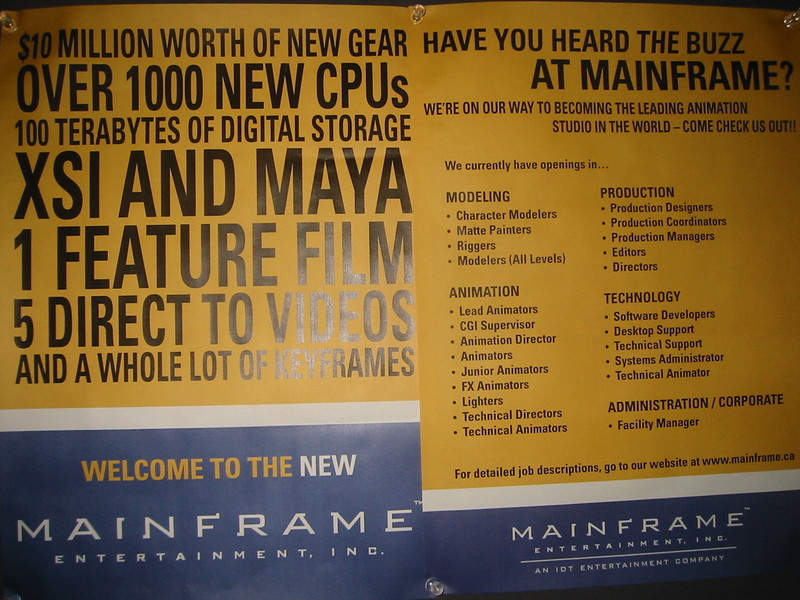 $10 MILLION WORTH OF NEW GEAR
OVER 1000 NEW CPUs
100 TERABYTES OF DIGITAL STORAGE
XSI AND MAYA
1 FEATURE FILM
5 DIRECT TO VIDEOS
AND A WHOLE LOT OF KEYFRAMES
WELCOME TO THE NEW
MAINFRAME™
ENTERTAINMENT, INC.
HAVE YOU HEARD THE BUZZ
AT MAINFRAME?
WE'RE ON OUR WAY TO BECOMING THE LEADING ANIMATION
STUDIO IN THE WORLD – COME CHECK US OUT!!
We currently have openings in…
MODELING
• Character Modelers
• Matte Painters
• Riggers
• Modelers (All Levels)
ANIMATION
• Lead Animators
• CGI Supervisor
• Animation Director
• Animators
• Junior Animators
• FX Animators
• Lighters
• Technical Directors
• Technical Animators
PRODUCTION
• Production Designers
• Production Coordinators
• Production Managers
• Editors
• Directors
TECHNOLOGY
• Software Developers
• Desktop Support
• Technical Support
• Systems Administrator
• Technical Animator
ADMINISTRATION / CORPORATE
• Facility Manager
For detailed job descriptions, go to our website at www.mainframe.ca
MAINFRAME™
ENTERTAINMENT, INC.
AN IDT ENTERTAINMENT COMPANY